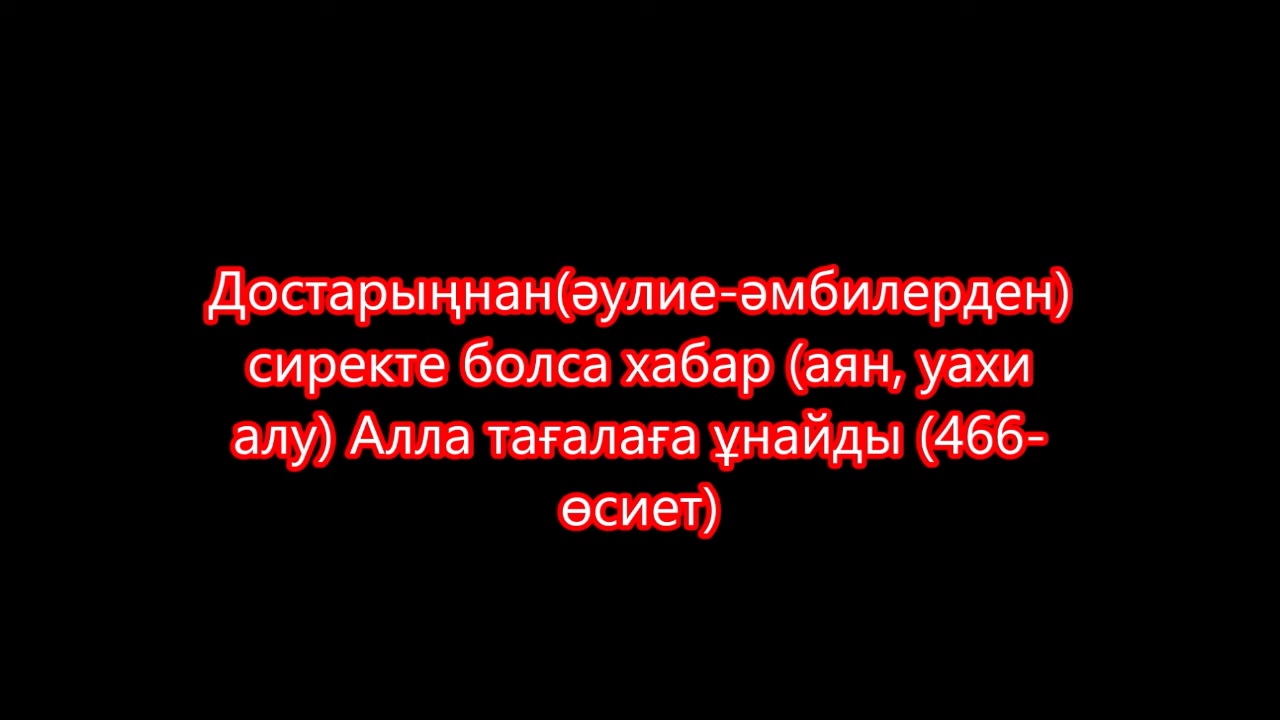 Достарыңнан(әулие-әмбилерден)
сиректе болса хабар (аян, уахи
алу) Алла тағалаға ұнайды (466-
өсиет)